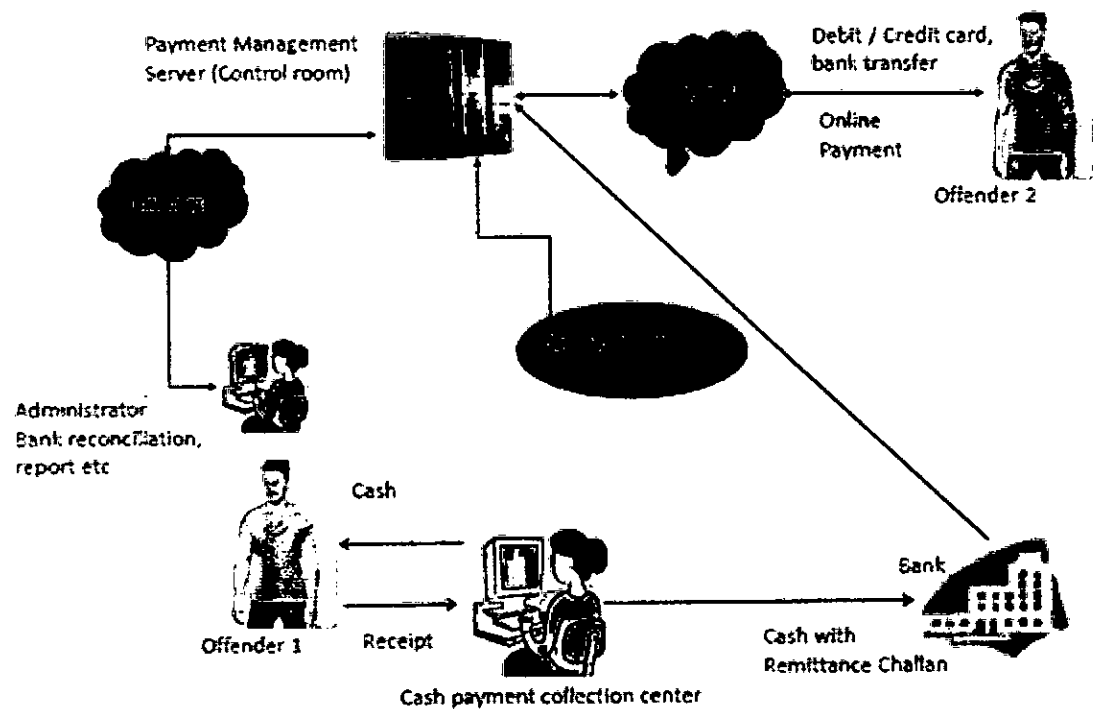 Payment Management
Server (Control room)
Debit / Credit card,
bank transfer
Online
Payment
Offender 2
Administrator
Bank reconciliation,
report etc
Cash
Offender 1
Receipt
Cash payment collection center
Bank
Cash with
Remittance Challan